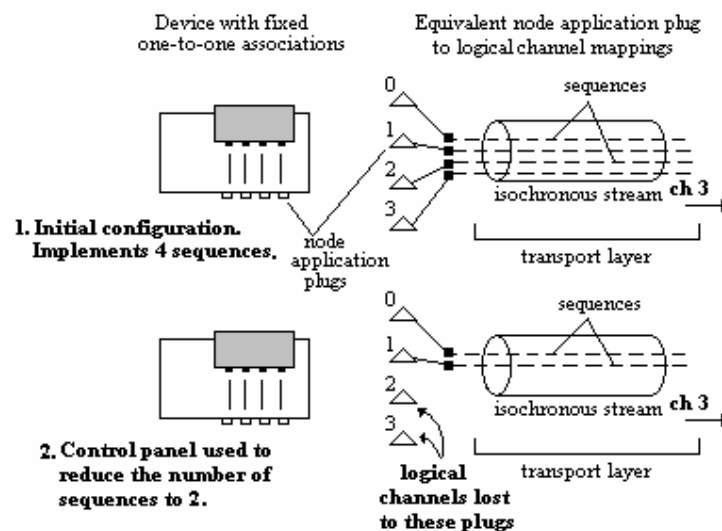 Device with fixed
one-to-one associations
Equivalent node application plug
to logical channel mappings
0
1
2
3
sequences
isochronous stream
ch 3
transport layer
1. Initial configuration.
Implements 4 sequences.
node
application
plugs
0
1
2
3
sequences
isochronous stream
ch 3
transport layer
2. Control panel used to
reduce the number of
sequences to 2.
logical
channels lost
to these plugs